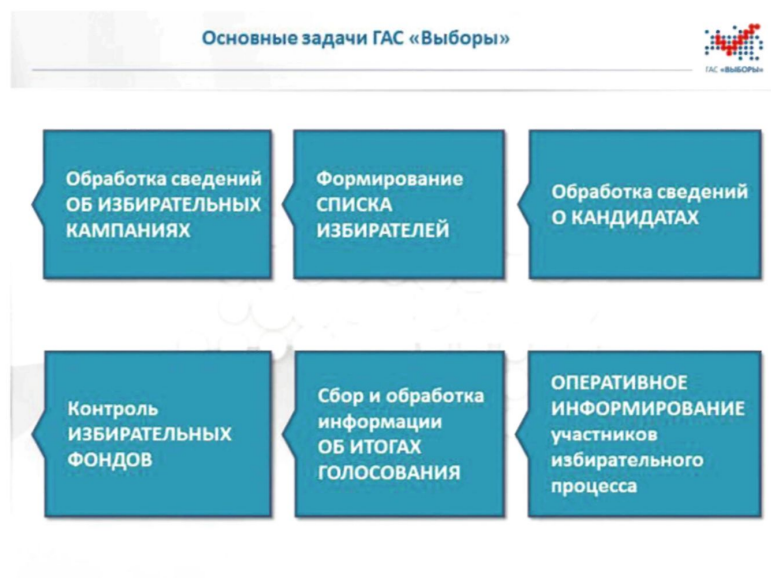 Основные задачи ГАС «Выборы»
ГАС «ВЫБОРЫ»
Обработка сведений
ОБ ИЗБИРАТЕЛЬНЫХ
КАМПАНИЯХ
Формирование
СПИСКА
ИЗБИРАТЕЛЕЙ
Обработка сведений
О КАНДИДАТАХ
Контроль
ИЗБИРАТЕЛЬНЫХ
ФОНДОВ
Сбор и обработка
информации
ОБ ИТОГАХ
ГОЛОСОВАНИЯ
ОПЕРАТИВНОЕ
ИНФОРМИРОВАНИЕ
участников
избирательного
процесса